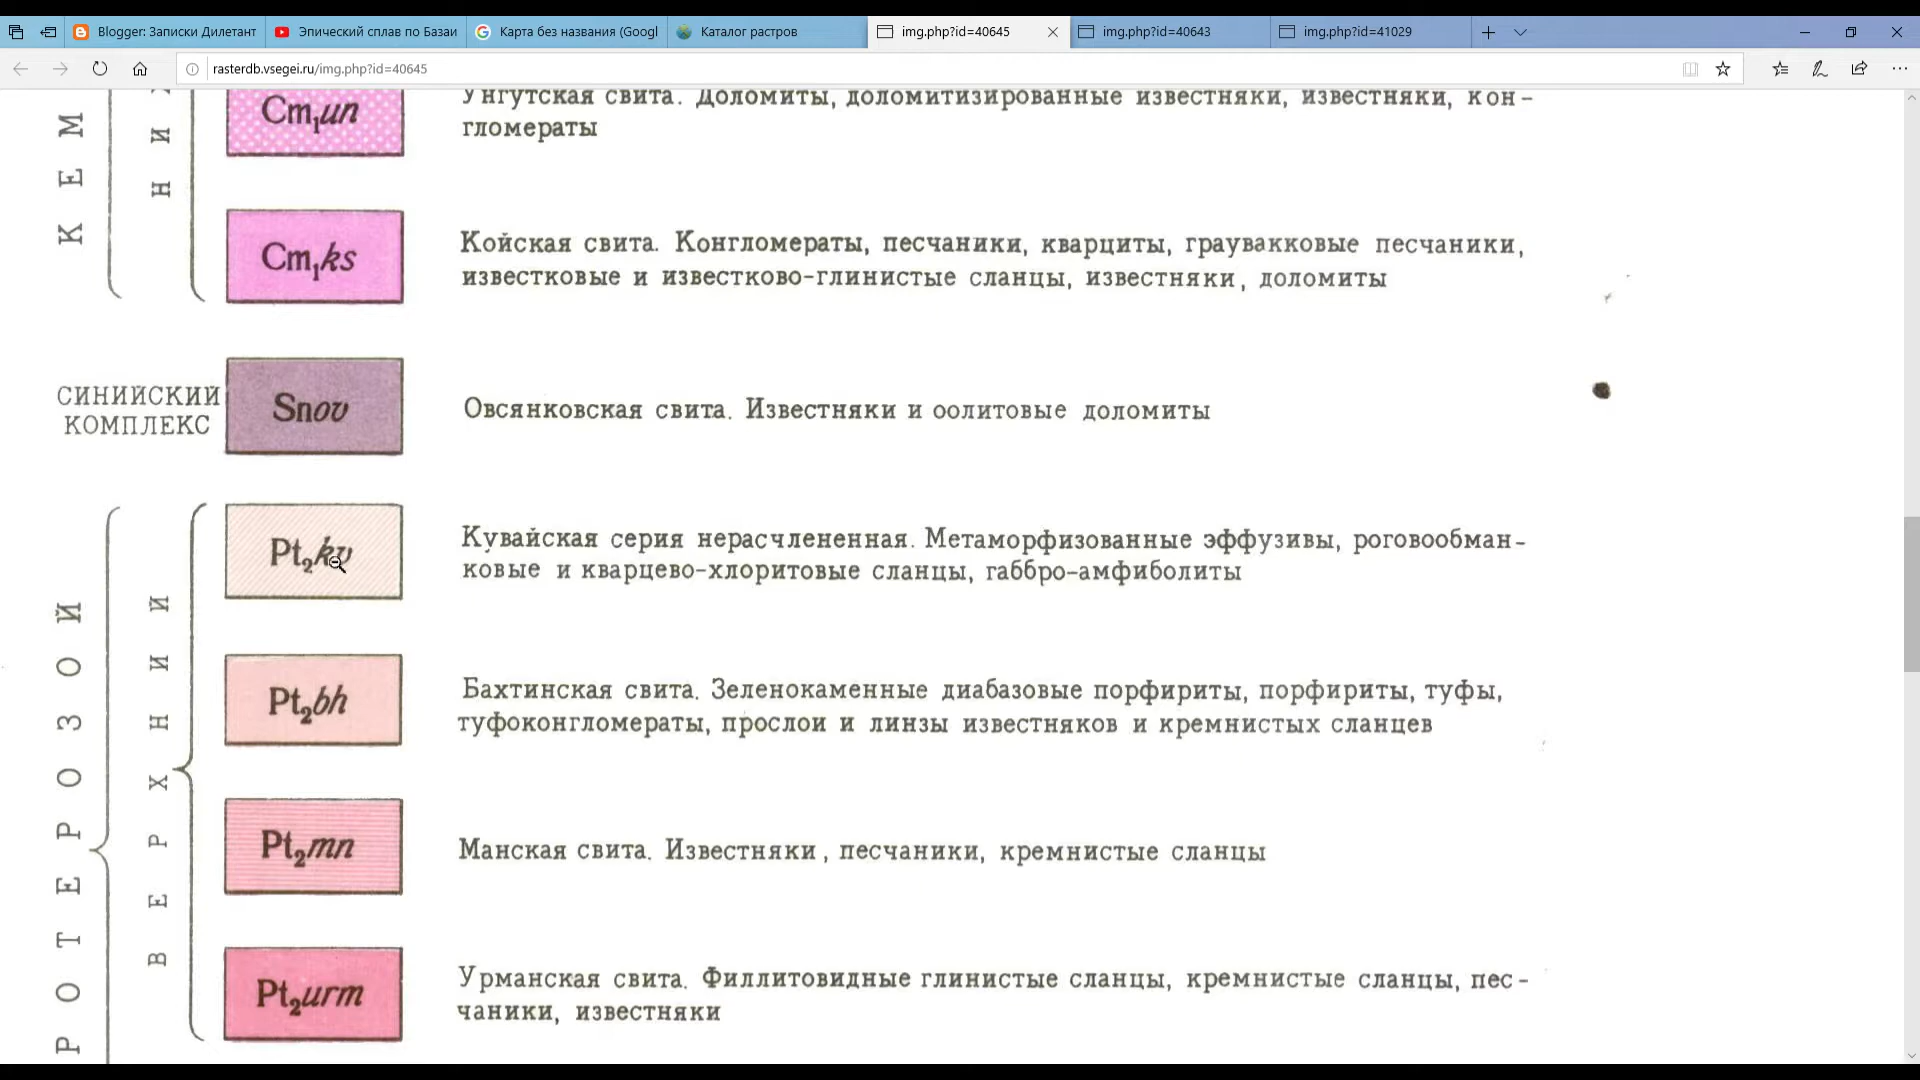 Blogger: Записки Дилетант
Эпический сплав по Базаи
Карта без названия (Googl
Каталог растров
img.php?id=40645
img.php?id=40643
img.php?id=41029
rasterdb.vsegei.ru/img.php?id=40645
КЕМ
НИ
Cm₁un
Унгутская свита. Доломиты, доломитизированные известняки, известняки, кон-
гломераты
Cm₁ks
Койская свита. Конгломераты, песчаники, кварциты, граувакковые песчаники,
известковые и известково-глинистые сланцы, известняки, доломиты
СИНИЙСКИЙ
КОМПЛЕКС
Snov
Овсянковская свита. Известняки и оолитовые доломиты
РОТЕРОЗОЙ
ВЕРХНИЙ
Pt₂kv
Кувайская серия нерасчлененная. Метаморфизованные эффузивы, роговообман-
ковые и кварцево-хлоритовые сланцы, габбро-амфиболиты
Pt₂bh
Бахтинская свита. Зеленокаменные диабазовые порфириты, порфириты, туфы,
туфоконгломераты, прослои и линзы известняков и кремнистых сланцев
Pt₂mn
Манская свита. Известняки, песчаники, кремнистые сланцы
Pt₂urm
Урманская свита. Филлитовидные глинистые сланцы, кремнистые сланцы, пес-
чаники, известняки